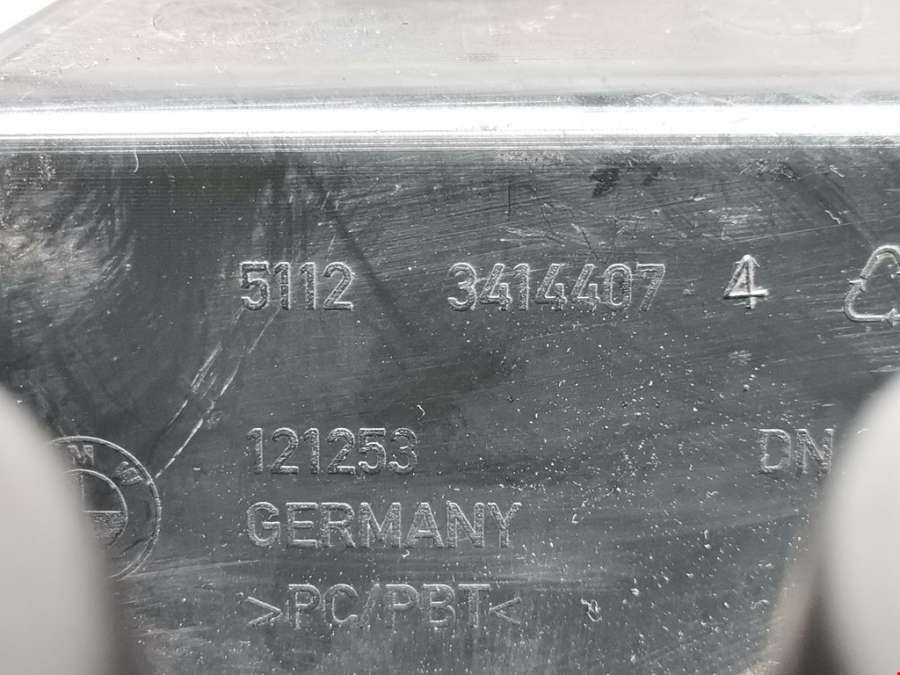 5112 3414407 4
121253 DN
GERMANY
>PC/PBT<